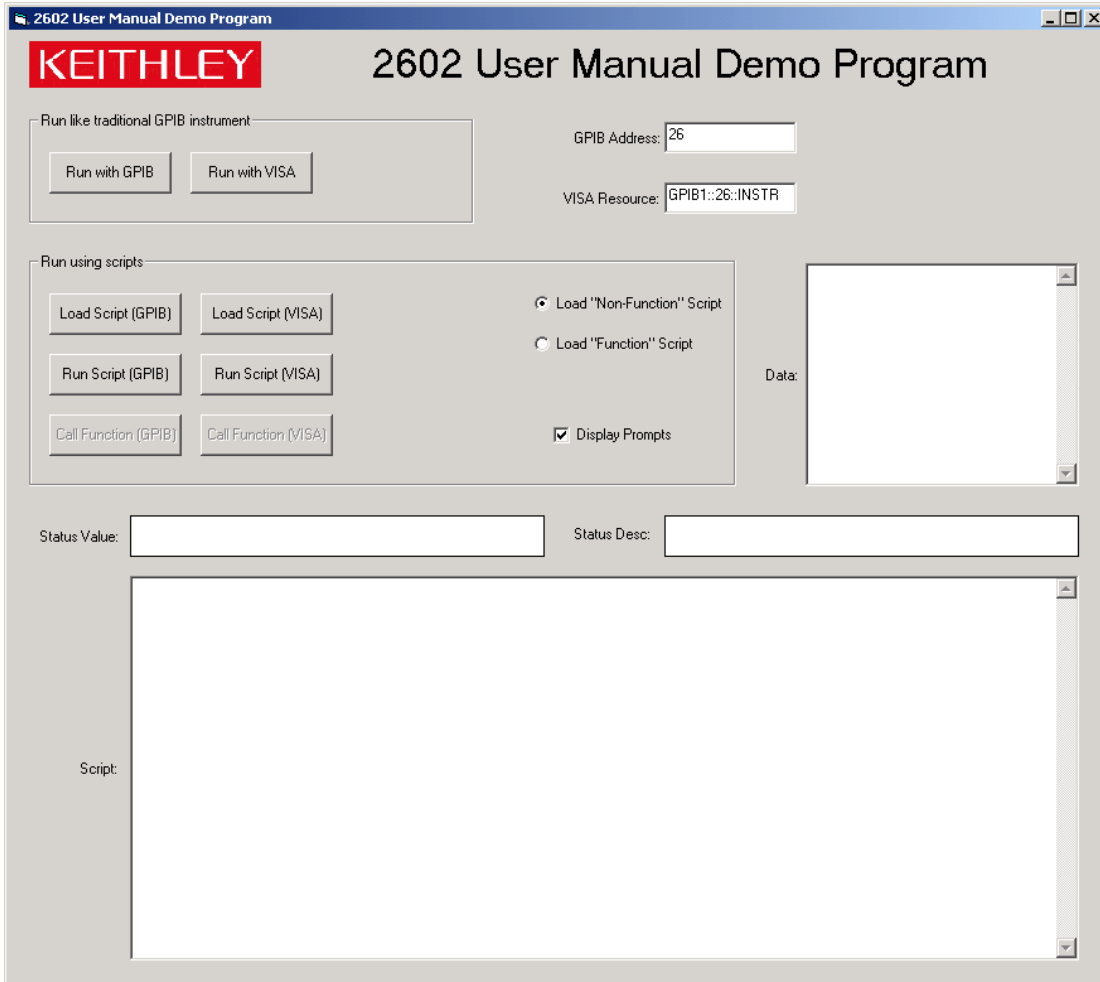 2602 User Manual Demo Program
KEITHLEY
2602 User Manual Demo Program
Run like traditional GPIB instrument
Run with GPIB
Run with VISA
GPIB Address:
26
VISA Resource:
GPIB1::26::INSTR
Run using scripts
Load Script (GPIB)
Load Script (VISA)
Load "Non-Function" Script
Load "Function" Script
Run Script (GPIB)
Run Script (VISA)
Data:
Call Function (GPIB)
Call Function (VISA)
Display Prompts
Status Value:
Status Desc:
Script: